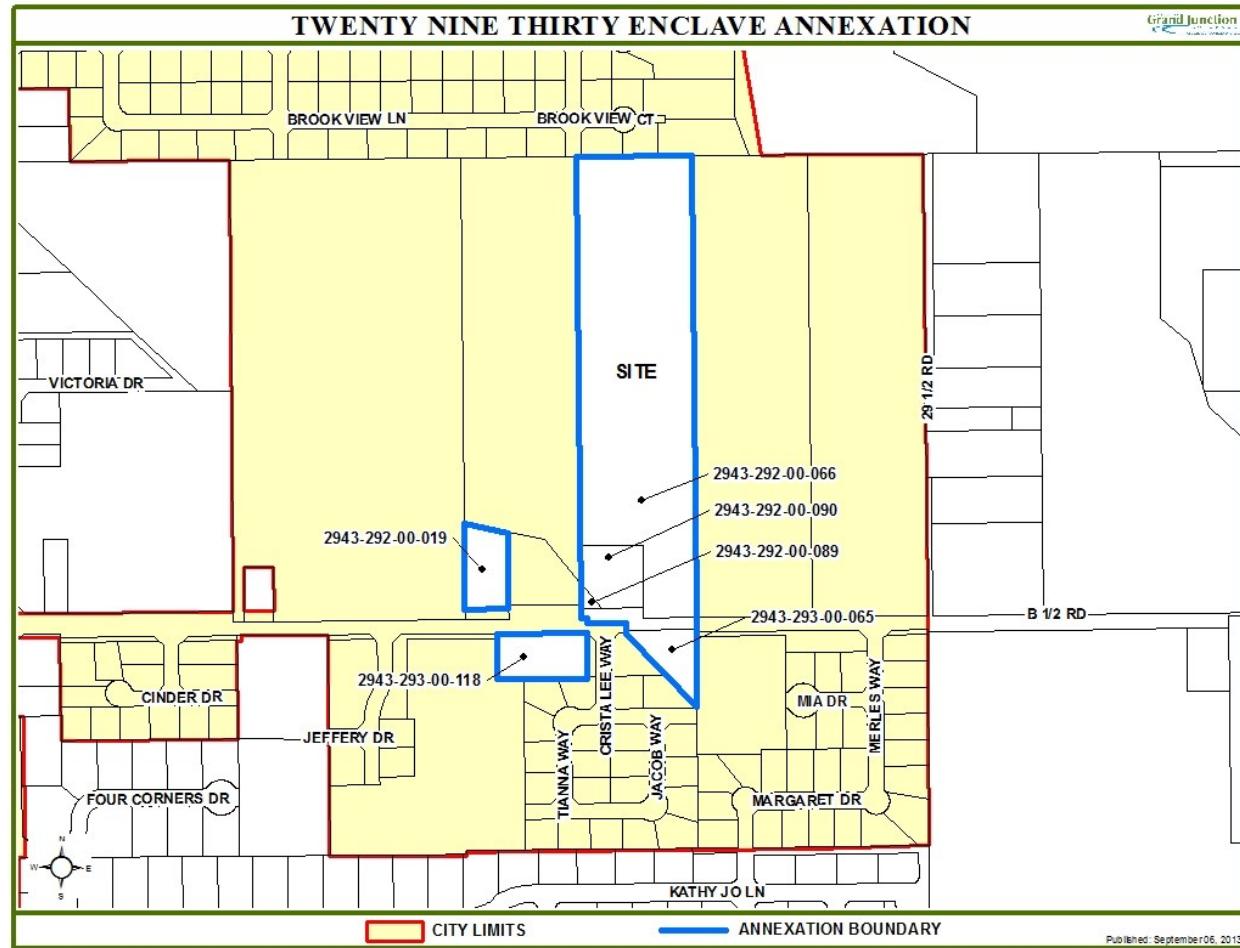 TWENTY NINE THIRTY ENCLAVE ANNEXATION
Grand Junction
BROOK VIEW LN
BROOK VIEW CT
VICTORIA DR
SITE
29 1/2 RD
2943-292-00-066
2943-292-00-090
2943-292-00-019
2943-292-00-089
2943-293-00-065
B 1/2 RD
2943-293-00-118
CRISTA LEE WAY
CINDER DR
MIA DR
MERLES WAY
JEFFERY DR
TIANNA WAY
JACOB WAY
FOUR CORNERS DR
MARGARET DR
N
W
E
S
KATHY JO LN
CITY LIMITS
ANNEXATION BOUNDARY
Published: September 06, 2013